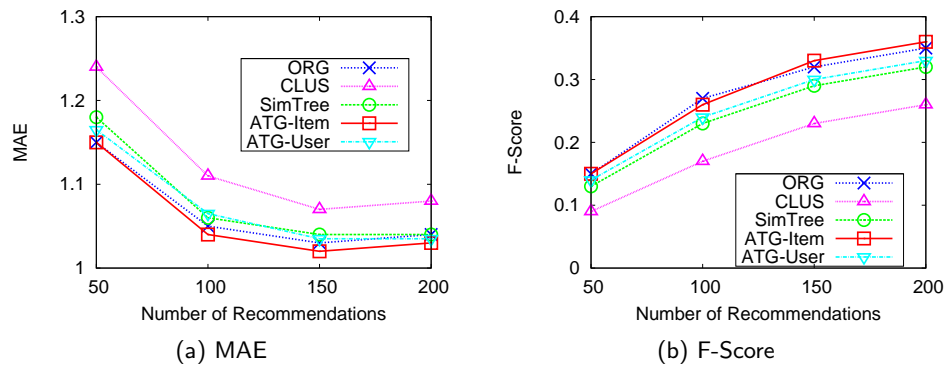 1.3
1.2
1.1
1
50
100
150
200
MAE
Number of Recommendations
ORG
CLUS
SimTree
ATG-Item
ATG-User
(a) MAE
0.4
0.3
0.2
0.1
0
50
100
150
200
F-Score
Number of Recommendations
ORG
CLUS
SimTree
ATG-Item
ATG-User
(b) F-Score